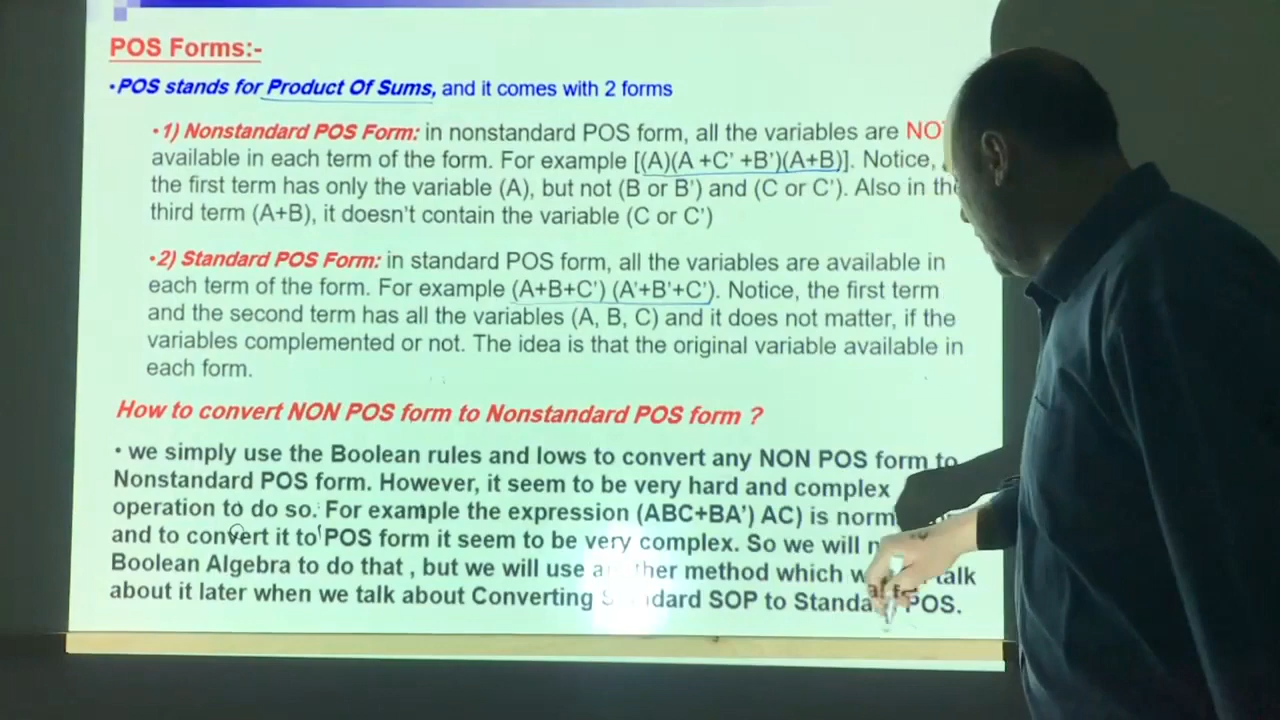 POS Forms:-
•POS stands for Product Of Sums, and it comes with 2 forms
•1) Nonstandard POS Form: in nonstandard POS form, all the variables are NO
available in each term of the form. For example [(A)(A +C' +B')(A+B)]. Notice,
the first term has only the variable (A), but not (B or B') and (C or C'). Also in the
third term (A+B), it doesn't contain the variable (C or C')
•2) Standard POS Form: in standard POS form, all the variables are available in
each term of the form. For example (A+B+C') (A'+B'+C'). Notice, the first term
and the second term has all the variables (A, B, C) and it does not matter, if the
variables complemented or not. The idea is that the original variable available in
each form.
How to convert NON POS form to Nonstandard POS form ?
• we simply use the Boolean rules and lows to convert any NON POS form to
Nonstandard POS form. However, it seem to be very hard and complex
operation to do so. For example the expression (ABC+BA') AC) is norm
and to convert it to POS form it seem to be very complex. So we will
Boolean Algebra to do that , but we will use method which talk
about it later when we talk about Converting SOP to POS.